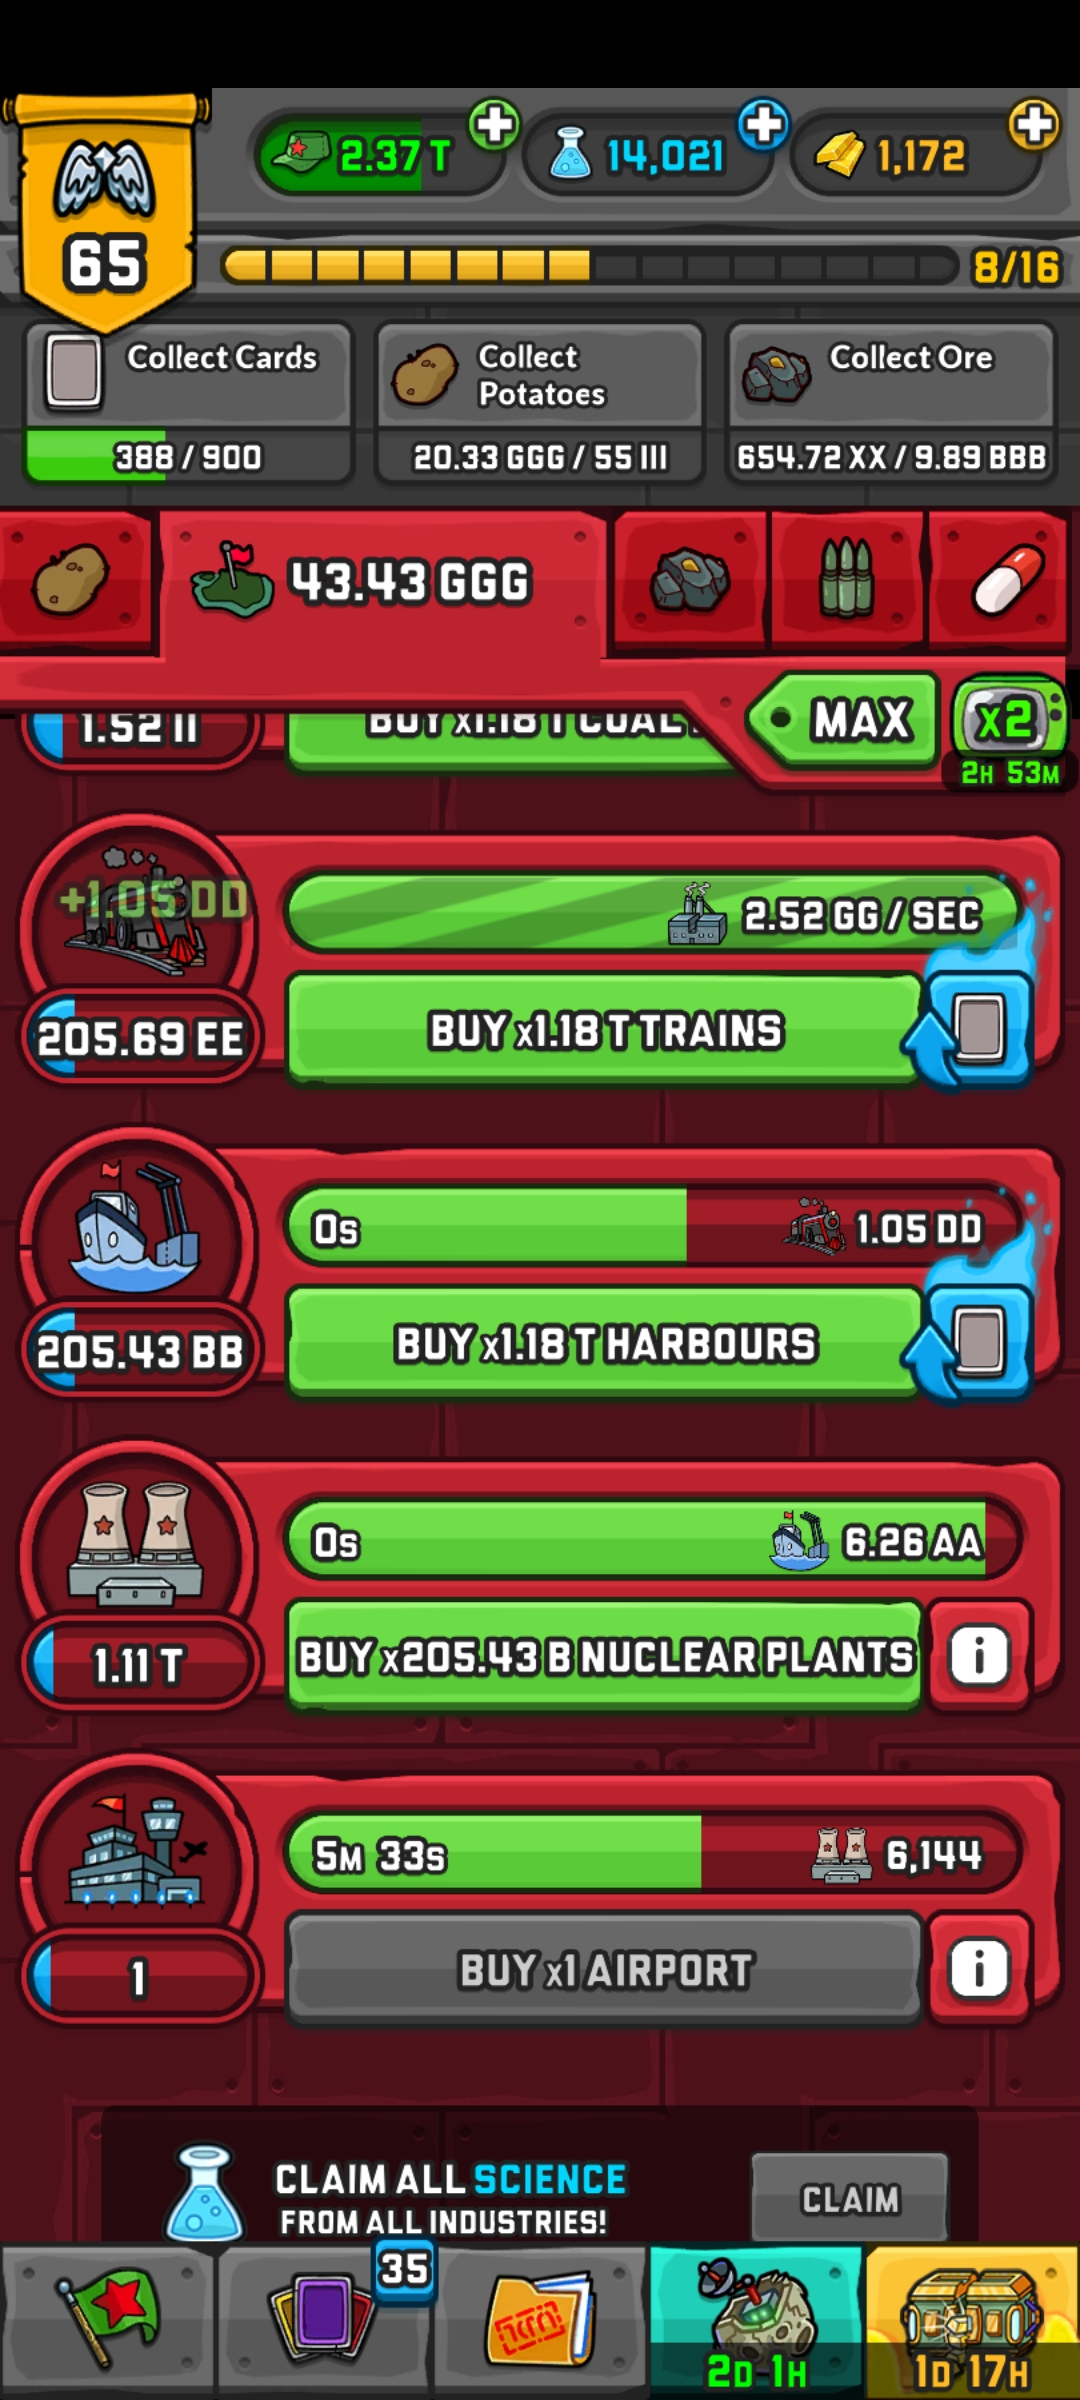 2.37 T
14,021
1,172
65
8/16
Collect Cards
388 / 900
Collect
Potatoes
20.33 GGG / 55 III
Collect Ore
654.72 XX / 9.89 BBB
43.43 GGG
MAX
x2
2H 53M
1.52 II
BUY x1.18 T COAL
+1.05 DD
2.52 GG / SEC
205.69 EE
BUY x1.18 T TRAINS
0s
1.05 DD
205.43 BB
BUY x1.18 T HARBOURS
0s
6.26 AA
1.11 T
BUY x205.43 B NUCLEAR PLANTS
i
5M 33s
6,144
1
BUY x1 AIRPORT
i
CLAIM ALL SCIENCE
FROM ALL INDUSTRIES!
CLAIM
35
2D 1H
1D 17H